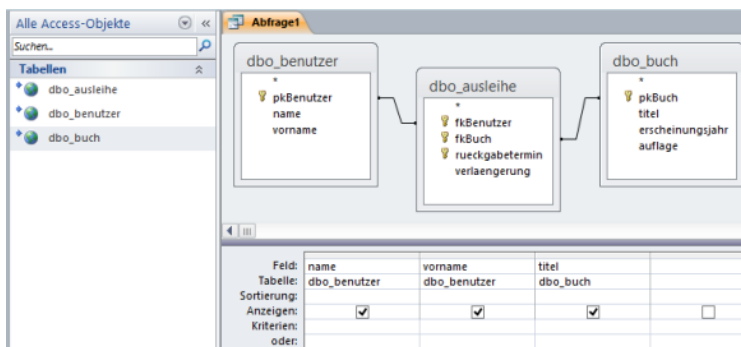 Alle Access-Objekte
Abfrage1
Suchen...
Tabellen
dbo_ausleihe
dbo_benutzer
dbo_buch
dbo_benutzer
*
pkBenutzer
name
vorname
dbo_ausleihe
*
fkBenutzer
fkBuch
rueckgabetermin
verlaengerung
dbo_buch
*
pkBuch
titel
erscheinungsjahr
auflage
Feld: name vorname titel
Tabelle: dbo_benutzer dbo_benutzer dbo_buch
Sortierung:
Anzeigen:
Kriterien:
oder: